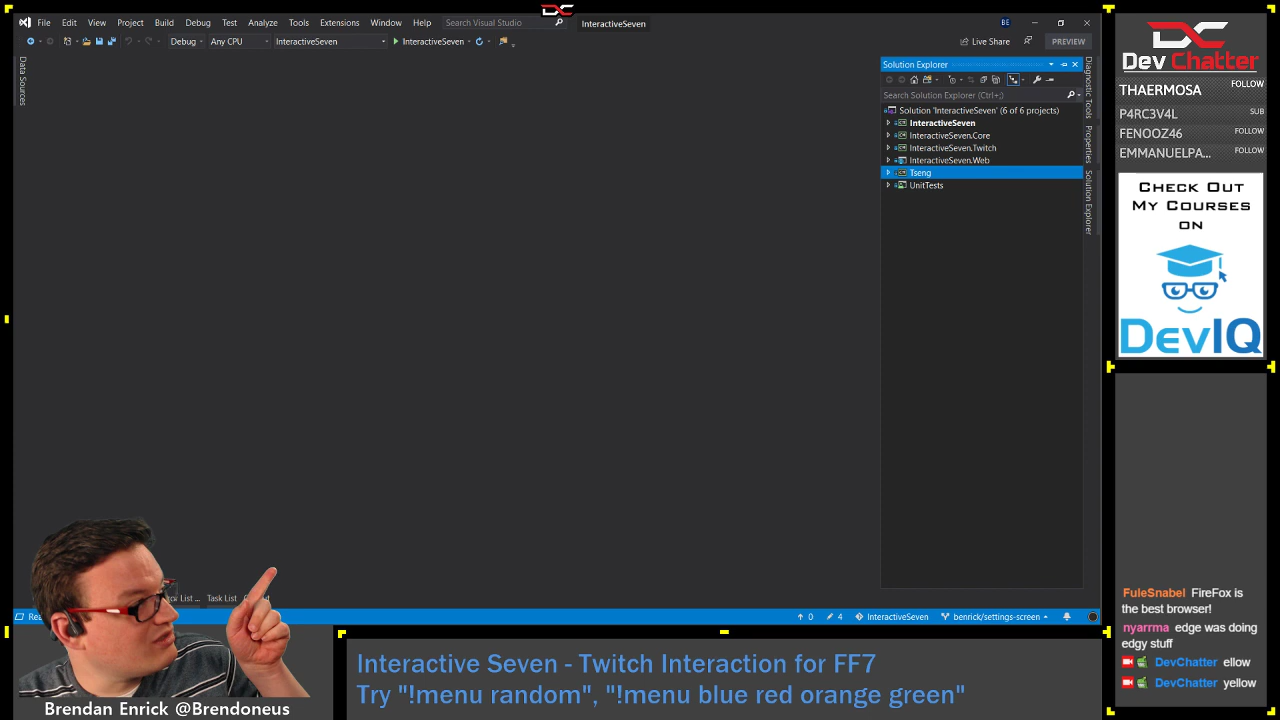 File Edit View Project Build Debug Test Analyze Tools Extensions Window Help Search Visual Studio InteractiveSeven BE
Debug Any CPU InteractiveSeven InteractiveSeven Live Share PREVIEW
Data Sources
Solution Explorer
Search Solution Explorer (Ctrl+;)
Solution 'InteractiveSeven' (6 of 6 projects)
InteractiveSeven
InteractiveSeven.Core
InteractiveSeven.Twitch
InteractiveSeven.Web
Tseng
UnitTests
Diagnostic Tools
Properties
Solution Explorer
List ... Task List
0 4 InteractiveSeven benrick/settings-screen
DC
Dev Chatter
THAERMOSA FOLLOW
P4RC3V4L SUB
FENOOZ46 FOLLOW
EMMANUELPA... FOLLOW
Check Out
My Courses
on
DevIQ
FuleSnabel FireFox is
the best browser!
nyarrma edge was doing
edgy stuff
DevChatter ellow
DevChatter yellow
Interactive Seven - Twitch Interaction for FF7
Try "!menu random", "!menu blue red orange green"
Brendan Enrick @Brendoneus